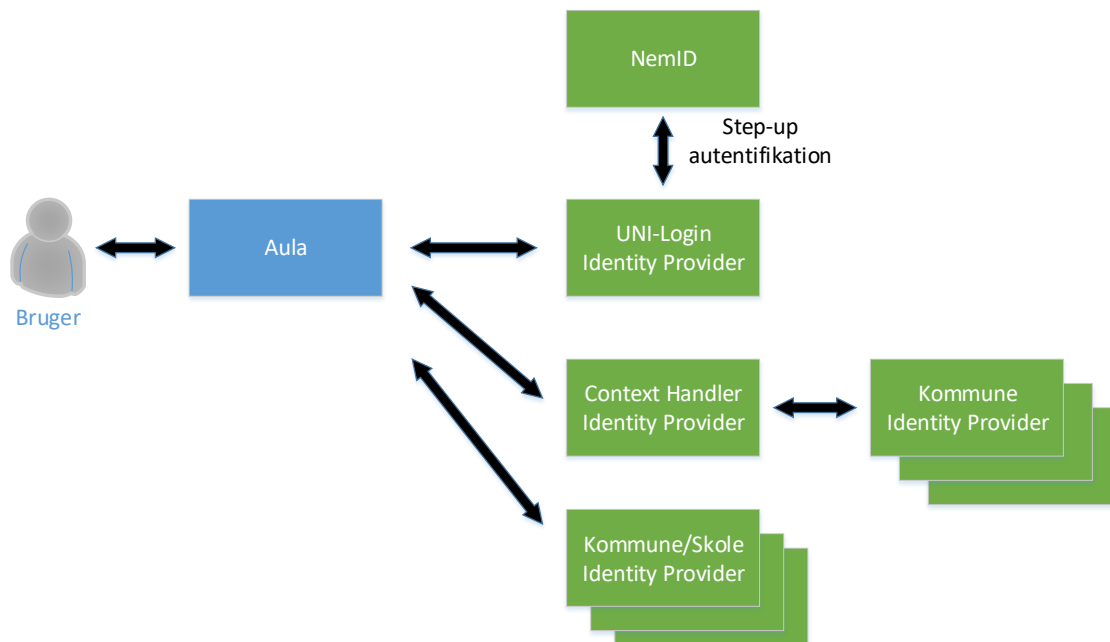 NemID
Step-up
autentifikation
Bruger
Aula
UNI-Login
Identity Provider
Context Handler
Identity Provider
Kommune
Identity Provider
Kommune/Skole
Identity Provider